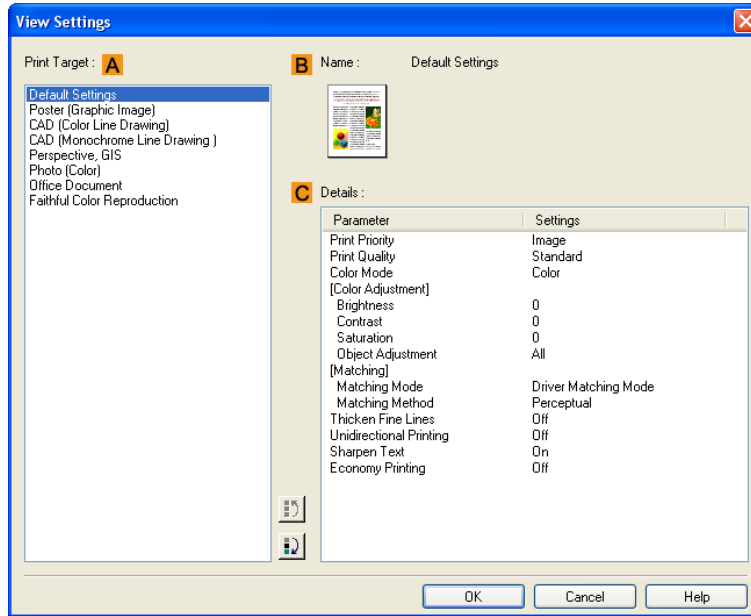 View Settings
Print Target : A
Default Settings
Poster (Graphic Image)
CAD (Color Line Drawing)
CAD (Monochrome Line Drawing )
Perspective, GIS
Photo (Color)
Office Document
Faithful Color Reproduction
B Name : Default Settings
C Details :
Parameter Settings
Print Priority Image
Print Quality Standard
Color Mode Color
[Color Adjustment]
Brightness 0
Contrast 0
Saturation 0
Object Adjustment All
[Matching]
Matching Mode Driver Matching Mode
Matching Method Perceptual
Thicken Fine Lines Off
Unidirectional Printing Off
Sharpen Text On
Economy Printing Off
OK Cancel Help